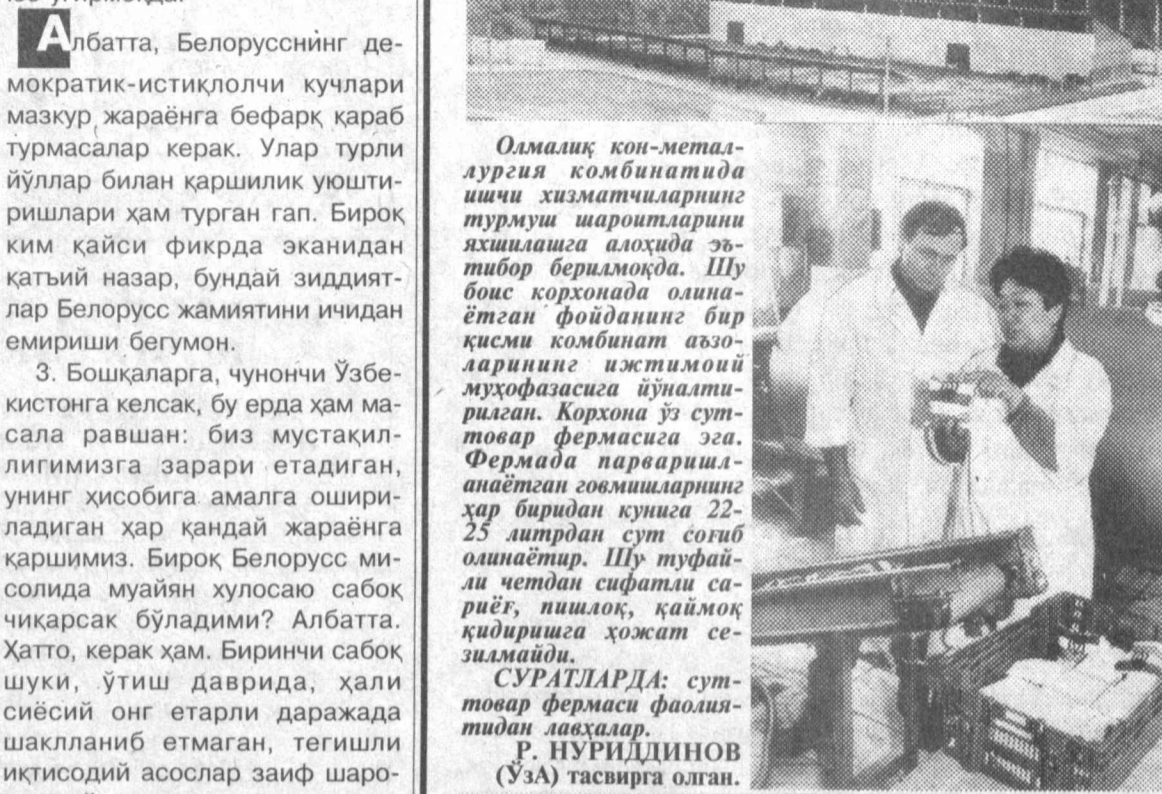 Албатта, Белорусснинг де-
мократик-истиқлолчи кучлари
мазкур жараёнга бефарқ қараб
турмасалар керак. Улар турли
йўллар билан қаршилик уюшти-
ришлари ҳам турган гап. Бироқ
ким қайси фикрда эканидан
қатъий назар, бундай зиддият-
лар Белорусс жамиятини ичидан
емириши бегумон.
3. Бошқаларга, чунончи Ўзбе-
кистонга келсак, бу ерда ҳам ма-
сала равшан: биз мустақил-
лигимизга зарари етадиган,
унинг ҳисобига амалга ошири-
ладиган ҳар қандай жараёнга
қаршимиз. Бироқ Белорусс ми-
солида муайян хулосаю сабоқ
чиқарсак бўладими? Албатта.
Ҳатто, керак ҳам. Биринчи сабоқ
шуки, ўтиш даврида, ҳали
сиёсий онг етарли даражада
шаклланиб етмаган, тегишли
иқтисодий асослар заиф шаро-
Олмалиқ кон-метал-
лургия комбинатида
ишчи хизматчиларнинг
турмуш шароитларини
яхшилашга алоҳида эъ-
тибор берилмоқда. Шу
боис корхонада олина-
ётган фойданинг бир
қисми комбинат аъзо-
ларининг ижтимоий
муҳофазасига йўналти-
рилган. Корхона ўз сут-
товар фермасига эга.
Фермада парваришл-
анаётган говмишларнинг
ҳар биридан кунига 22-
25 литрдан сут соғиб
олинаётир. Шу туфай-
ли четдан сифатли са-
риёғ, пишлоқ, қаймоқ
қидиришга ҳожат се-
зилмайди.
СУРАТЛАРДА: сут-
товар фермаси фаолия-
тидан лавҳалар.
Р. НУРИДДИНОВ
(ЎзА) тасвирга олган.